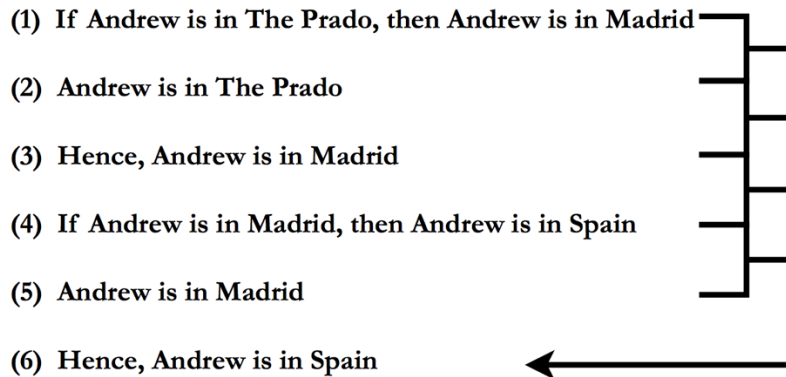 (1) If Andrew is in The Prado, then Andrew is in Madrid
(2) Andrew is in The Prado
(3) Hence, Andrew is in Madrid
(4) If Andrew is in Madrid, then Andrew is in Spain
(5) Andrew is in Madrid
(6) Hence, Andrew is in Spain